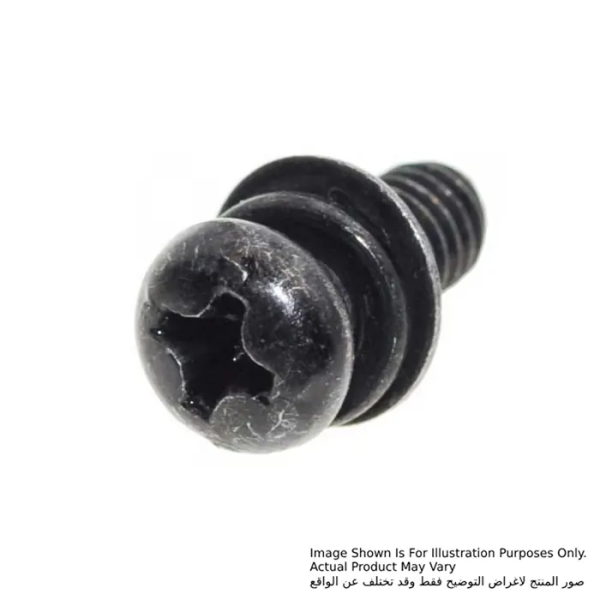 Image Shown Is For Illustration Purposes Only.
Actual Product May Vary
صور المنتج لاغراض التوضيح فقط وقد تختلف عن الواقع